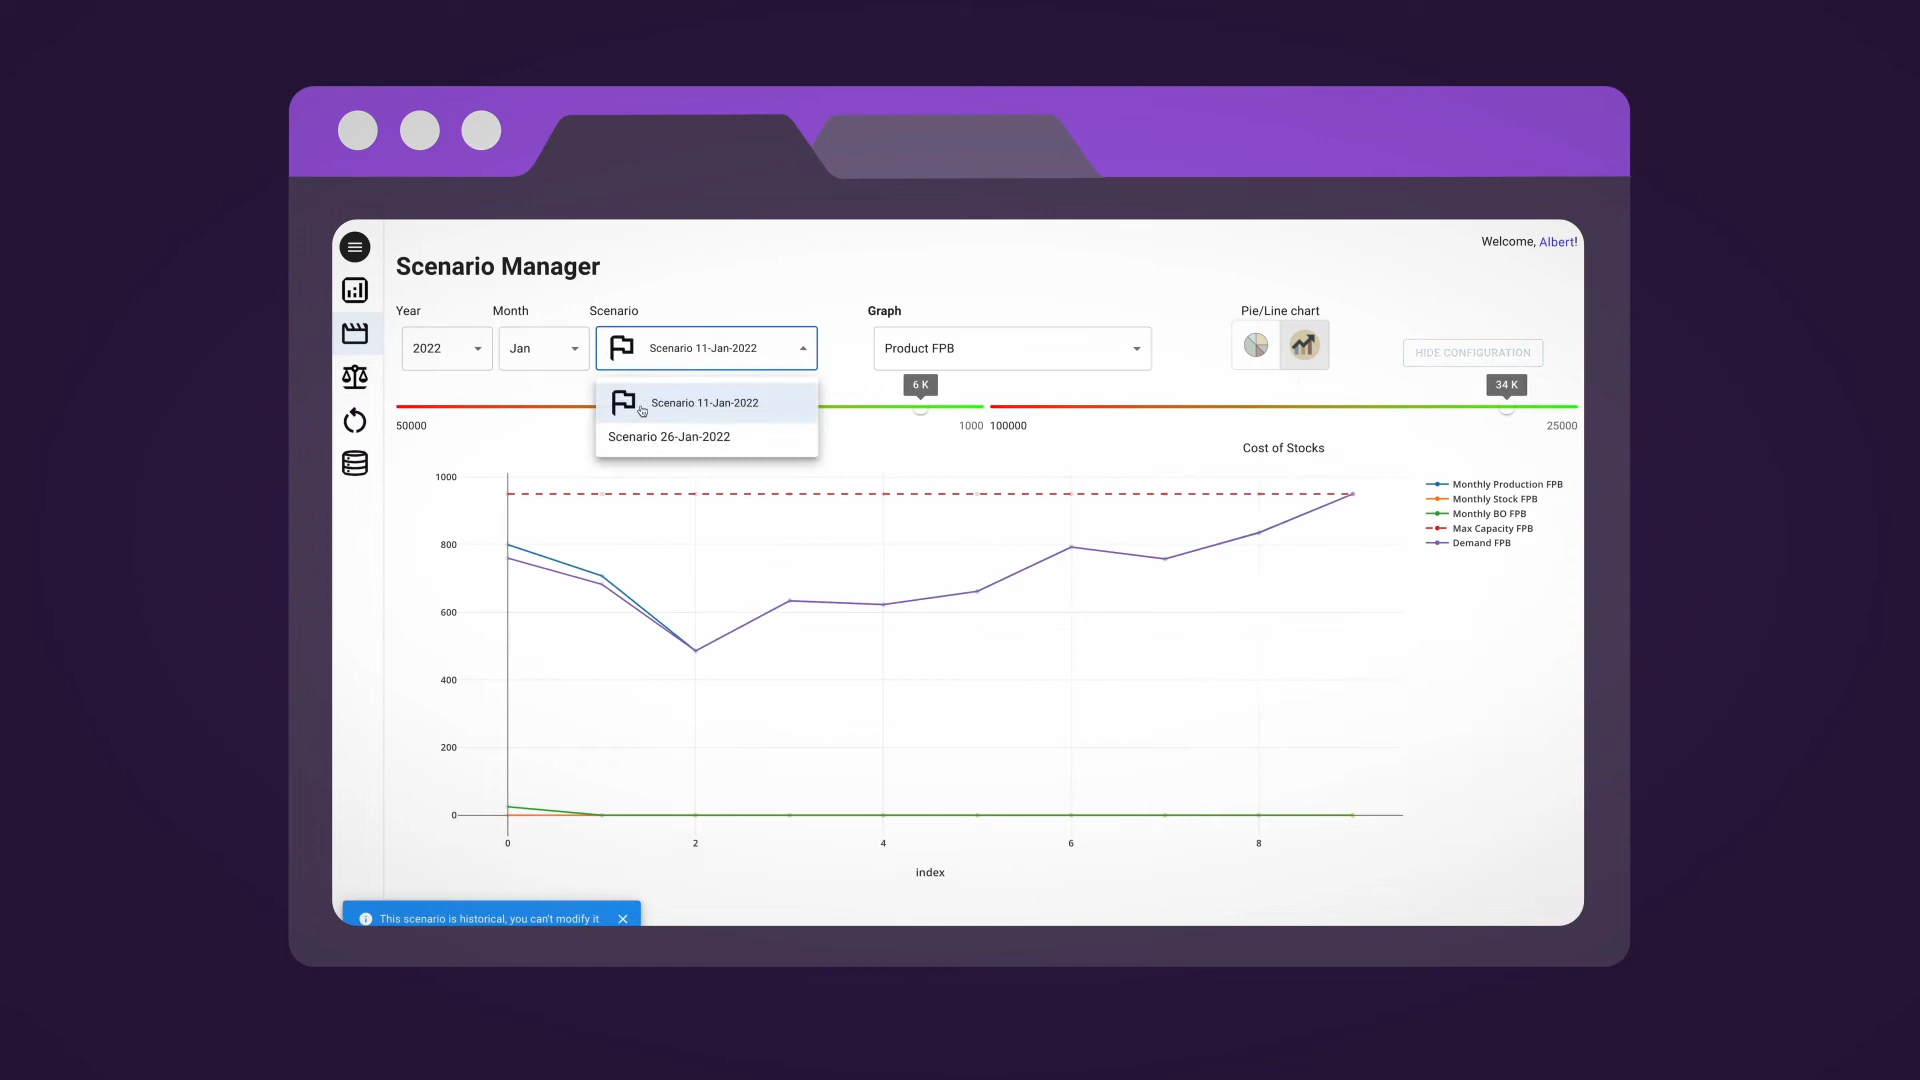 Welcome, Albert!
Scenario Manager
Year
Month
Scenario
Graph
Pie/Line chart
2022
Jan
Scenario 11-Jan-2022
Product FPB
HIDE CONFIGURATION
6 K
34 K
Scenario 11-Jan-2022
Scenario 26-Jan-2022
50000
1000
100000
25000
Cost of Stocks
1000
800
600
400
200
0
0
2
4
6
8
index
Monthly Production FPB
Monthly Stock FPB
Monthly BO FPB
Max Capacity FPB
Demand FPB
This scenario is historical, you can't modify it